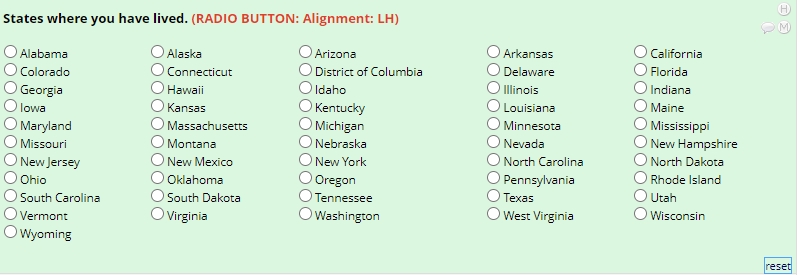 States where you have lived. (RADIO BUTTON: Alignment: LH)
H
M
Alabama Alaska Arizona Arkansas California
Colorado Connecticut District of Columbia Delaware Florida
Georgia Hawaii Idaho Illinois Indiana
Iowa Kansas Kentucky Louisiana Maine
Maryland Massachusetts Michigan Minnesota Mississippi
Missouri Montana Nebraska Nevada New Hampshire
New Jersey New Mexico New York North Carolina North Dakota
Ohio Oklahoma Oregon Pennsylvania Rhode Island
South Carolina South Dakota Tennessee Texas Utah
Vermont Virginia Washington West Virginia Wisconsin
Wyoming
reset